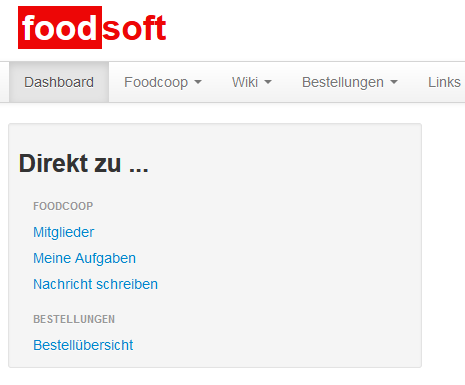 foodsoft
Dashboard Foodcoop Wiki Bestellungen Links
Direkt zu ...
FOODCOOP
Mitglieder
Meine Aufgaben
Nachricht schreiben
BESTELLUNGEN
Bestellübersicht